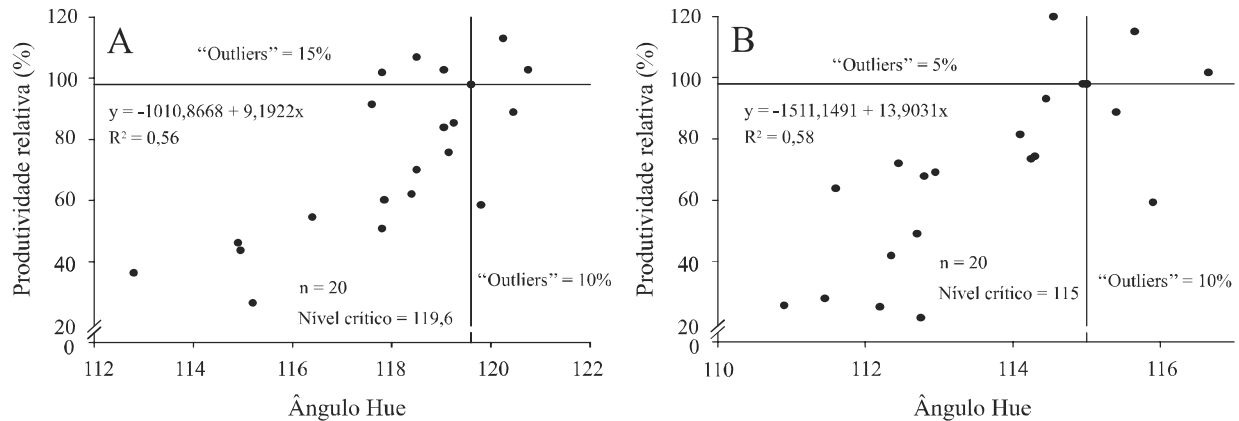 A
Produtividade relativa (%)
120
100
80
60
40
20
0
“Outliers” = 15%
y = -1010,8668 + 9,1922x
R² = 0,56
n = 20
Nível crítico = 119,6
“Outliers” = 10%
112 114 116 118 120 122
Ângulo Hue
B
Produtividade relativa (%)
120
100
80
60
40
20
0
“Outliers” = 5%
y = -1511,1491 + 13,9031x
R² = 0,58
n = 20
Nível crítico = 115
“Outliers” = 10%
110 112 114 116
Ângulo Hue